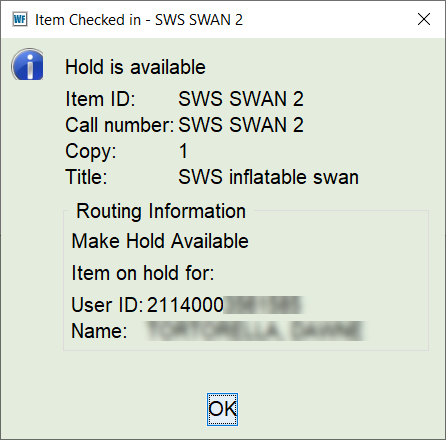 WF Item Checked in - SWS SWAN 2
Hold is available
Item ID: SWS SWAN 2
Call number: SWS SWAN 2
Copy: 1
Title: SWS inflatable swan
Routing Information
Make Hold Available
Item on hold for:
User ID: 2114000
Name:
OK